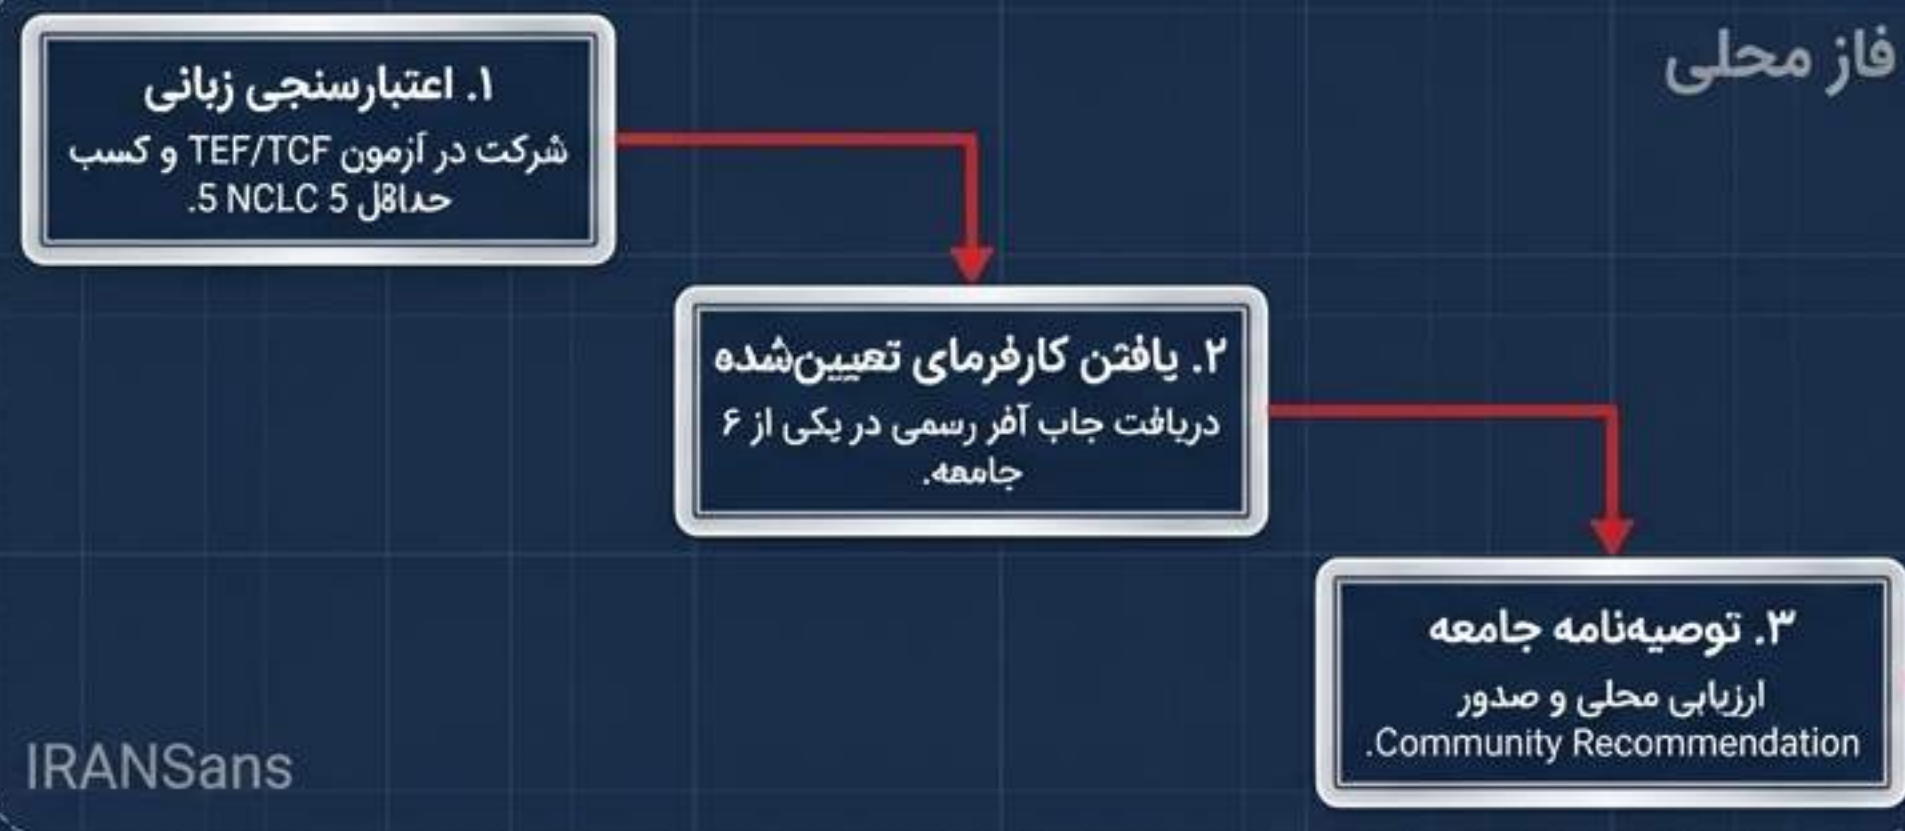 فاز محلی
۱. اعتبارسنجی زبانی
شرکت در آزمون TEF/TCF و کسب
حداقل 5 NCLC 5.
۲. یافتن کارفرمای تعیین‌شده
دریافت جاب آفر رسمی در یکی از ۶
جامعه.
۳. توصیه‌نامه جامعه
ارزیابی محلی و صدور
Community Recommendation.
IRANSans